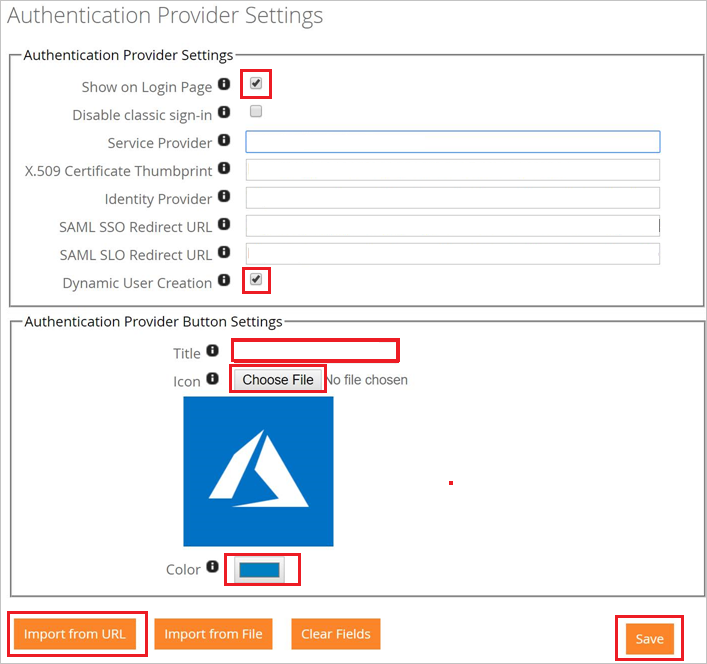 Authentication Provider Settings
Authentication Provider Settings
Show on Login Page
Disable classic sign-in
Service Provider
X.509 Certificate Thumbprint
Identity Provider
SAML SSO Redirect URL
SAML SLO Redirect URL
Dynamic User Creation
Authentication Provider Button Settings
Title
Icon Choose File No file chosen
Color
Import from URL Import from File Clear Fields Save